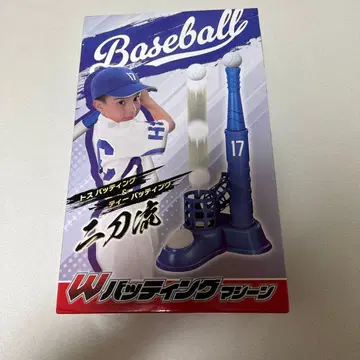 Baseball
17
H
トス バッティング
&
ティー バッティング
17
二刀流
Wバッティングマシーン